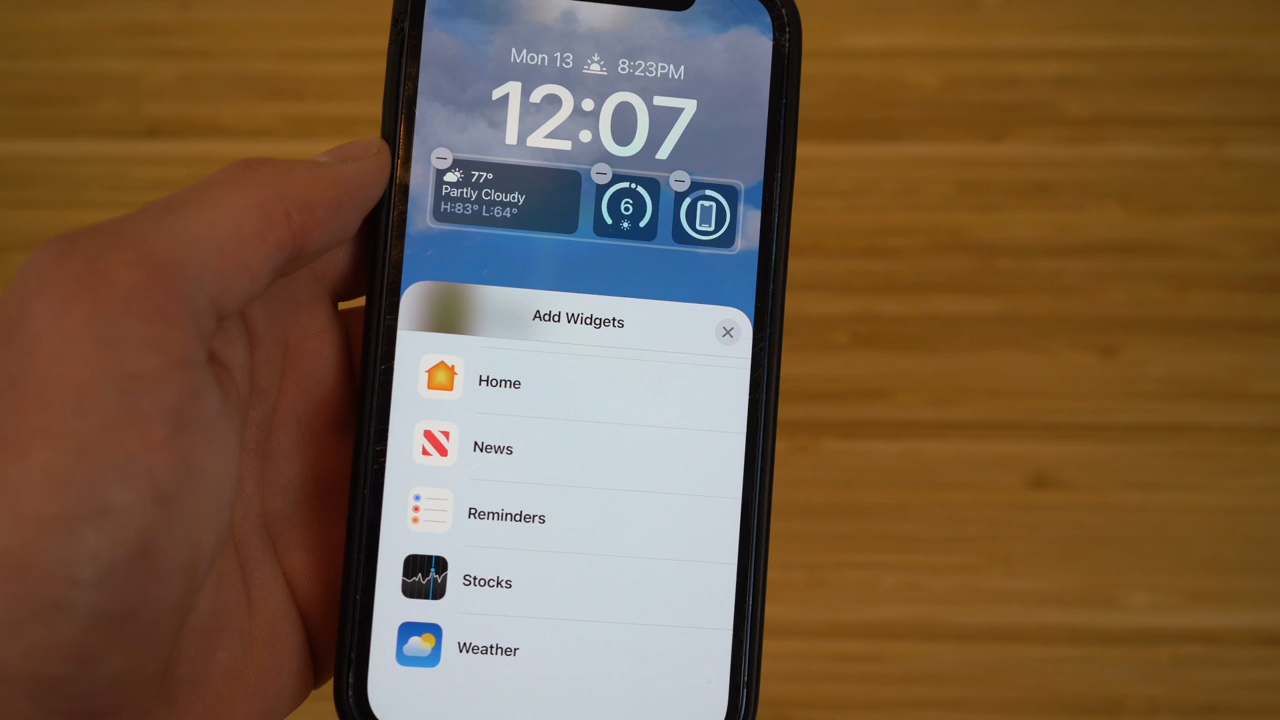 Mon 13 8:23PM
12:07
77°
Partly Cloudy
H:83° L:64°
6
Add Widgets
Home
News
Reminders
Stocks
Weather